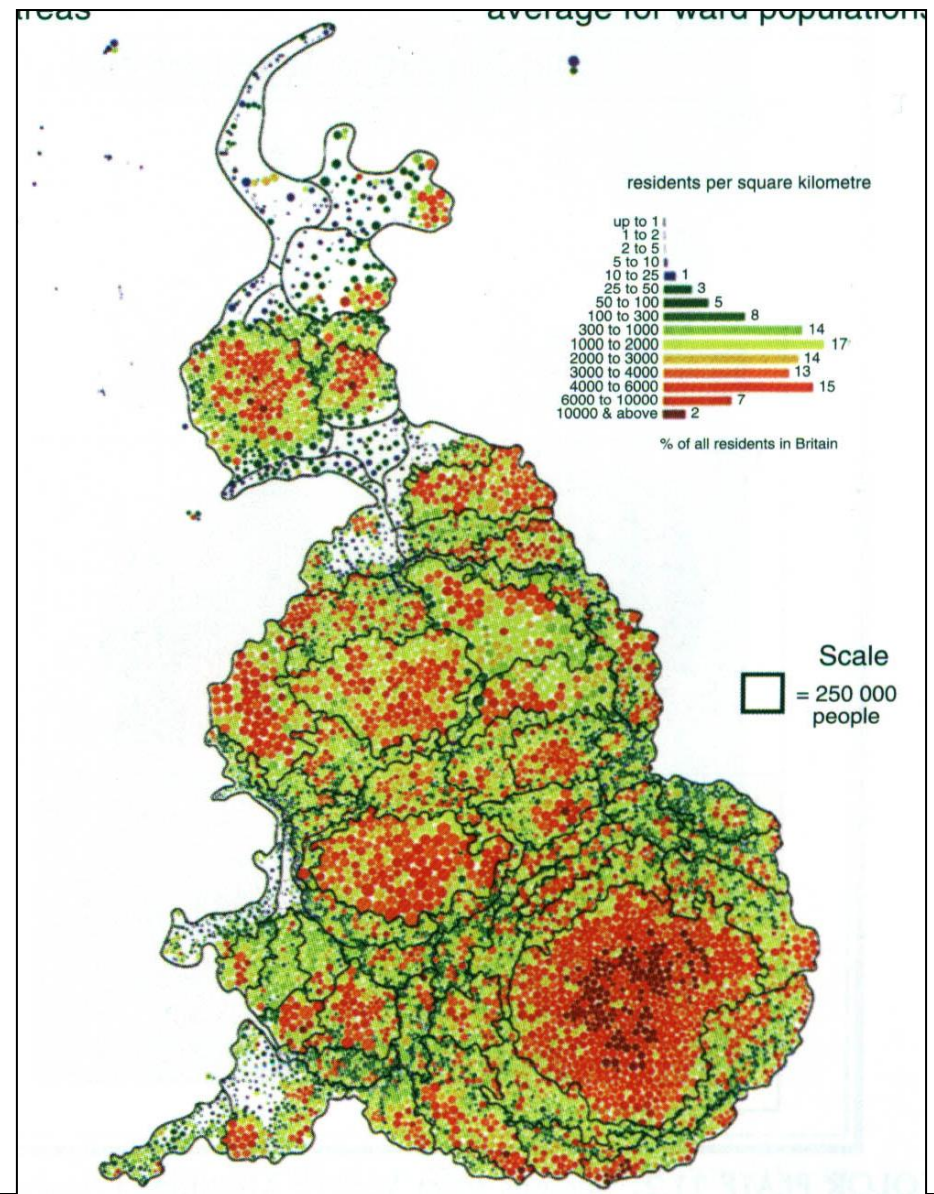 average for ward populations
residents per square kilometre
up to 1
1 to 2
2 to 5
5 to 10
10 to 25 1
25 to 50 3
50 to 100 5
100 to 300 8
300 to 1000 14
1000 to 2000 17
2000 to 3000 14
3000 to 4000 13
4000 to 6000 15
6000 to 10000 7
10000 & above 2
% of all residents in Britain
Scale
= 250 000
people